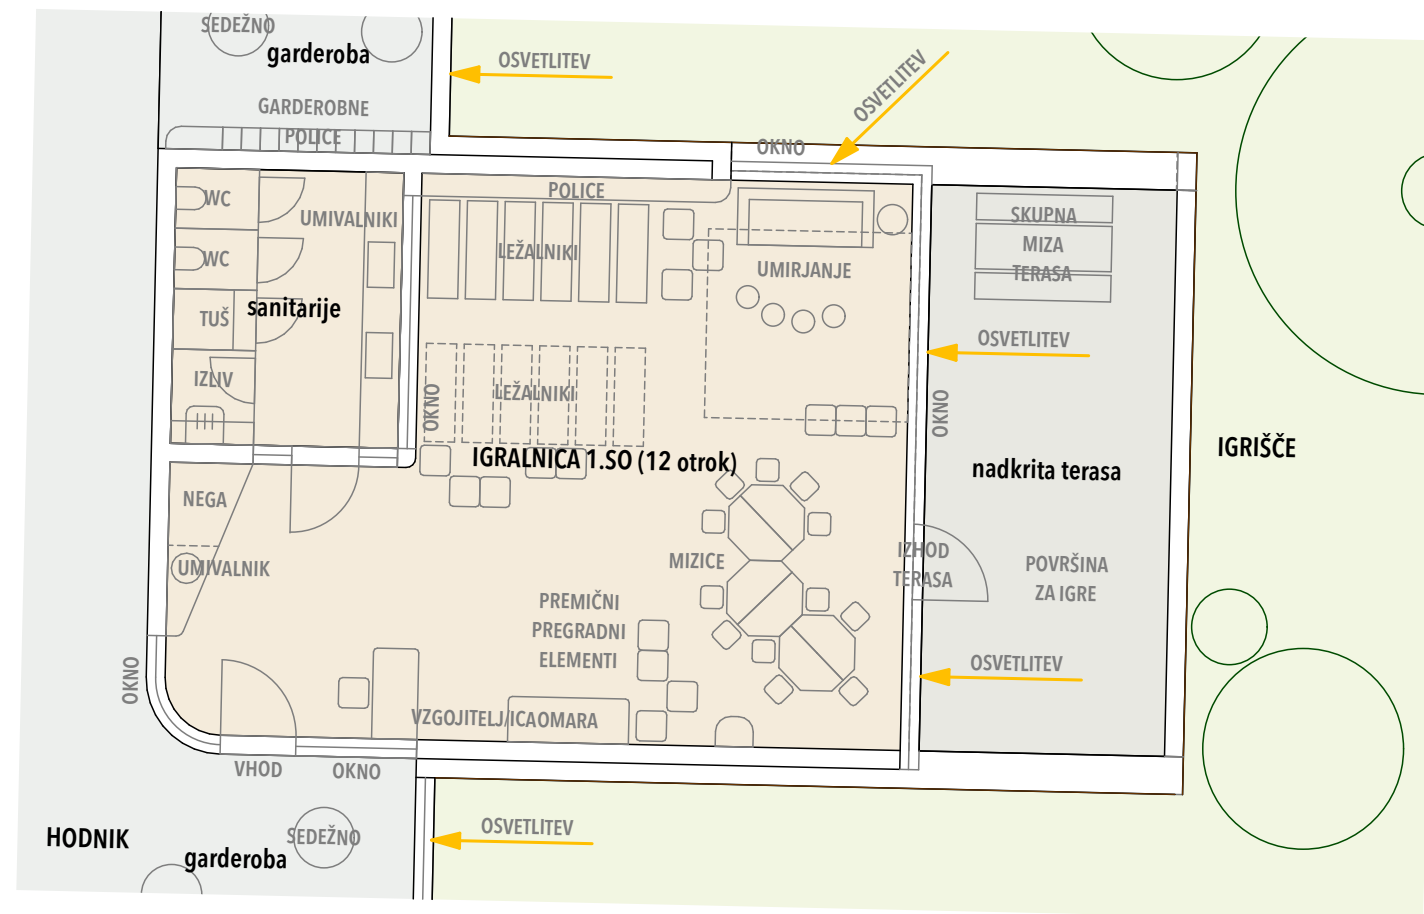 SEDEŽNO
garderoba
OSVETLITEV
OSVETLITEV
GARDEROBNE
POLICE
OKNO
WC
UMIVALNIKI
POLICE
SKUPNA
MIZA
TERASA
LEŽALNIKI
WC
UMIRJANJE
TUŠ
sanitarije
OSVETLITEV
IZLIV
OKNO
LEŽALNIKI
OKNO
IGRALNICA 1.SO (12 otrok)
nadkrita terasa
IGRIŠČE
NEGA
UMIVALNIK
MIZICE
IZHOD
TERASA
POVRŠINA
ZA IGRE
PREMIČNI
PREGRADNI
ELEMENTI
OSVETLITEV
OKNO
VZGOJITELJ/ICA
OMARA
VHOD
OKNO
HODNIK
SEDEŽNO
garderoba
OSVETLITEV